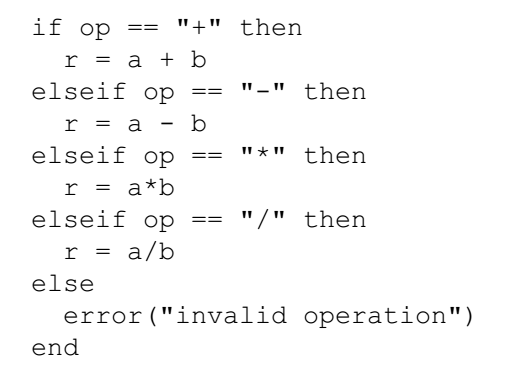 if op == "+" then
  r = a + b
elseif op == "-" then
  r = a - b
elseif op == "*" then
  r = a*b
elseif op == "/" then
  r = a/b
else
  error("invalid operation")
end